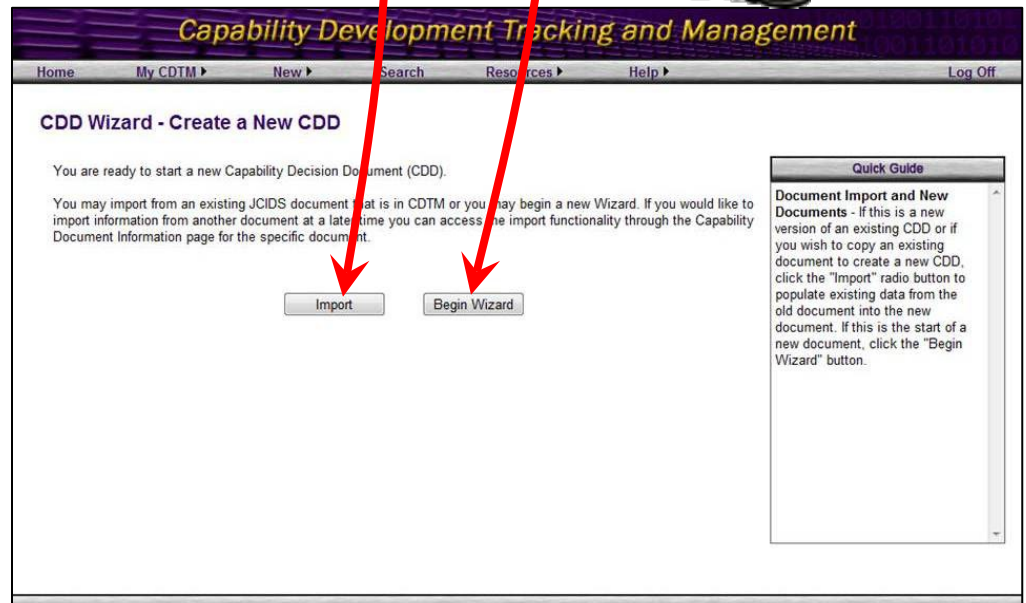 Capability Development Tracking and Management
Home My CDTM New Search Resources Help Log Off
CDD Wizard - Create a New CDD
You are ready to start a new Capability Decision Document (CDD).
You may import from an existing JCIDS document that is in CDTM or you may begin a new Wizard. If you would like to
import information from another document at a later time you can access the import functionality through the Capability
Document Information page for the specific document.
Import Begin Wizard
Quick Guide
Document Import and New
Documents - If this is a new
version of an existing CDD or if
you wish to copy an existing
document to create a new CDD,
click the "Import" radio button to
populate existing data from the
old document into the new
document. If this is the start of a
new document, click the "Begin
Wizard" button.